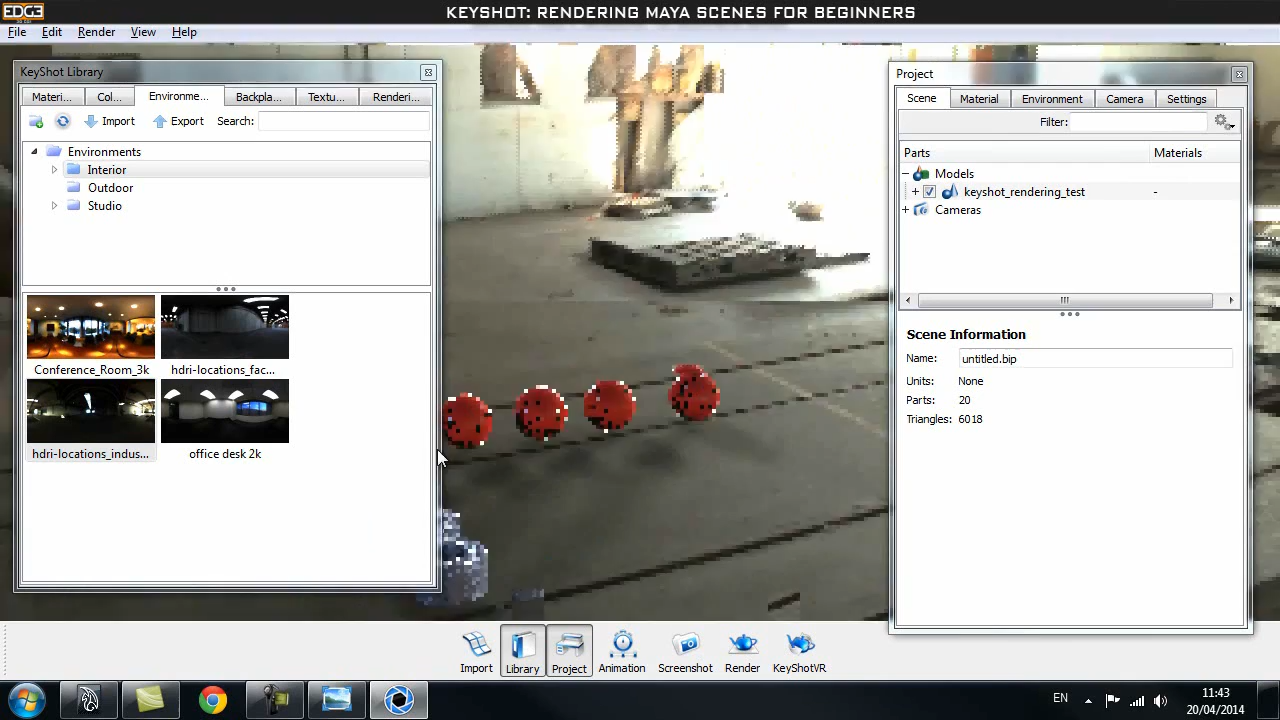 EDGE
KEYSHOT: RENDERING MAYA SCENES FOR BEGINNERS
File Edit Render View Help
KeyShot Library
Materi... Col... Environme... Backpla... Textu... Renderi...
Import Export Search:
Environments
Interior
Outdoor
Studio
Conference_Room_3k hdri-locations_fac...
hdri-locations_indus... office desk 2k
Project
Scene Material Environment Camera Settings
Filter:
Parts Materials
Models
keyshot_rendering_test -
Cameras
Scene Information
Name: untitled.bip
Units: None
Parts: 20
Triangles: 6018
Import Library Project Animation Screenshot Render KeyShotVR
EN 11:43
20/04/2014